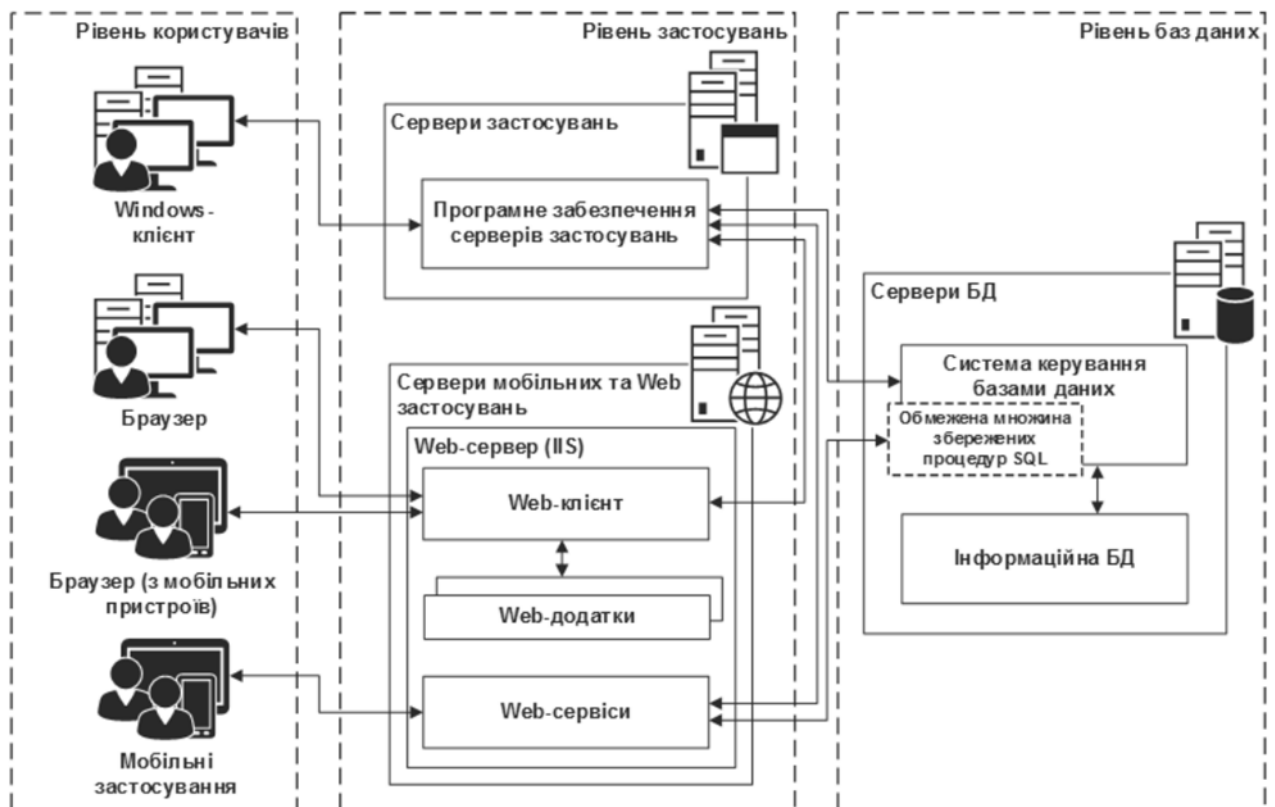 Рівень користувачів
Windows-
клієнт
Браузер
Браузер (з мобільних
пристроїв)
Мобільні
застосування
Рівень застосувань
Сервери застосувань
Програмне забезпечення
серверів застосувань
Сервери мобільних та Web
застосувань
Web-сервер (IIS)
Web-клієнт
Web-додатки
Web-сервіси
Рівень баз даних
Сервери БД
Система керування
базами даних
Обмежена множина
збережених
процедур SQL
Інформаційна БД